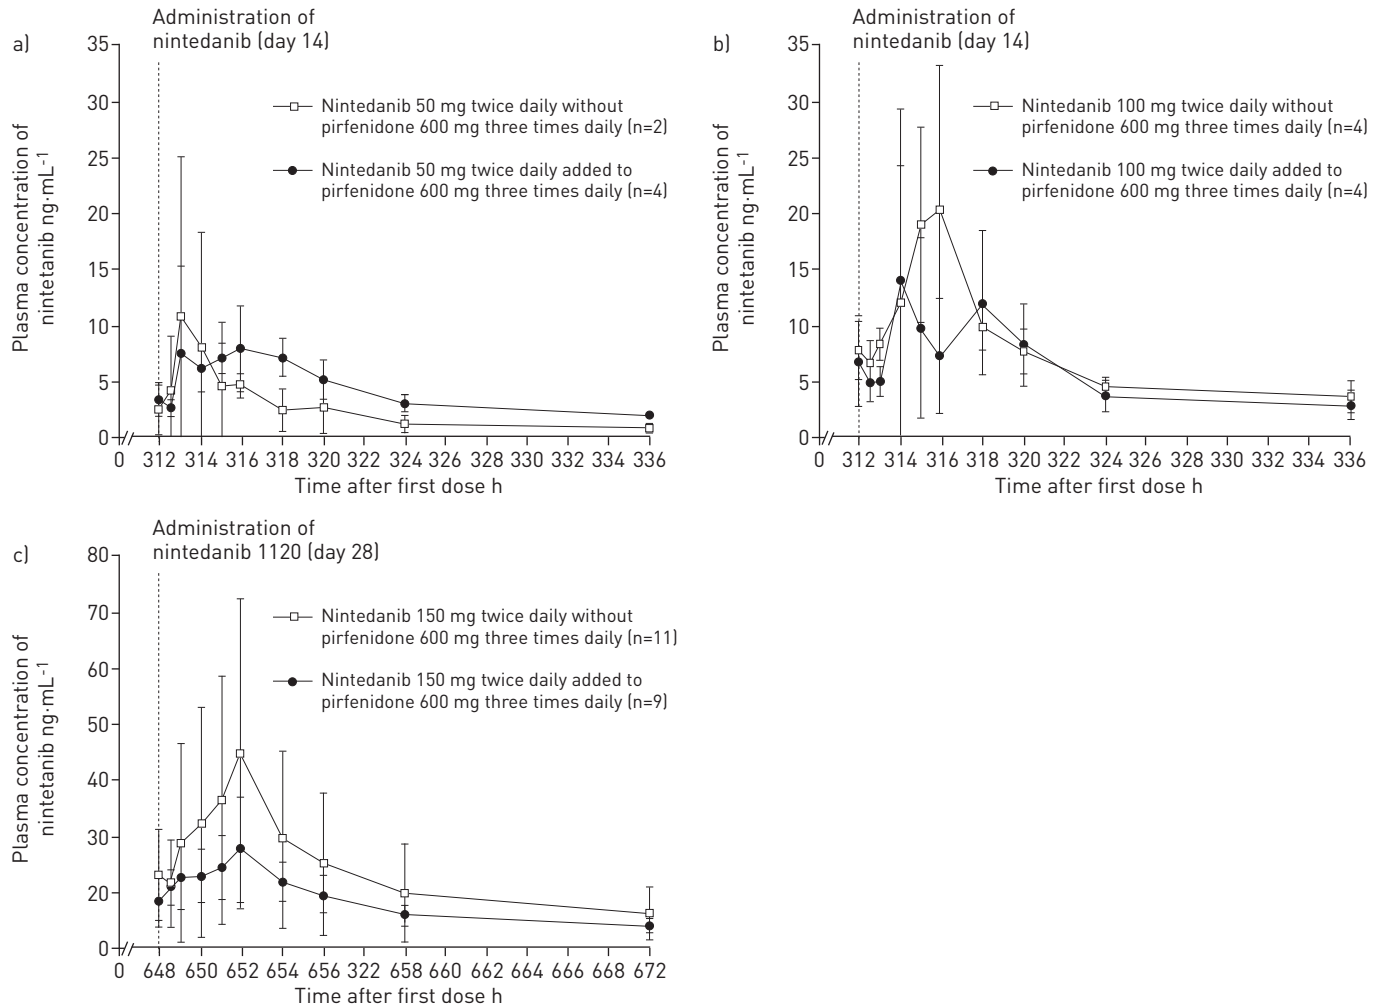 a)
Administration of
nintedanib (day 14)
Plasma concentration of
nintetanib ng·mL-1
35
30
25
20
15
10
5
0
Nintedanib 50 mg twice daily without
pirfenidone 600 mg three times daily (n=2)
Nintedanib 50 mg twice daily added to
pirfenidone 600 mg three times daily (n=4)
0 312 314 316 318 320 324 330 332 334 336
Time after first dose h
b)
Administration of
nintedanib (day 14)
Plasma concentration of
nintetanib ng·mL-1
35
30
25
20
15
10
5
0
Nintedanib 100 mg twice daily without
pirfenidone 600 mg three times daily (n=4)
Nintedanib 100 mg twice daily added to
pirfenidone 600 mg three times daily (n=4)
0 312 314 316 318 320 322 324 328 330 332 334 336
Time after first dose h
c)
Administration of
nintedanib 1120 (day 28)
Plasma concentration of
nintetanib ng·mL-1
80
70
60
50
40
30
20
0
Nintedanib 150 mg twice daily without
pirfenidone 600 mg three times daily (n=11)
Nintedanib 150 mg twice daily added to
pirfenidone 600 mg three times daily (n=9)
0 648 650 652 654 656 322 658 660 662 664 666 668 672
Time after first dose h